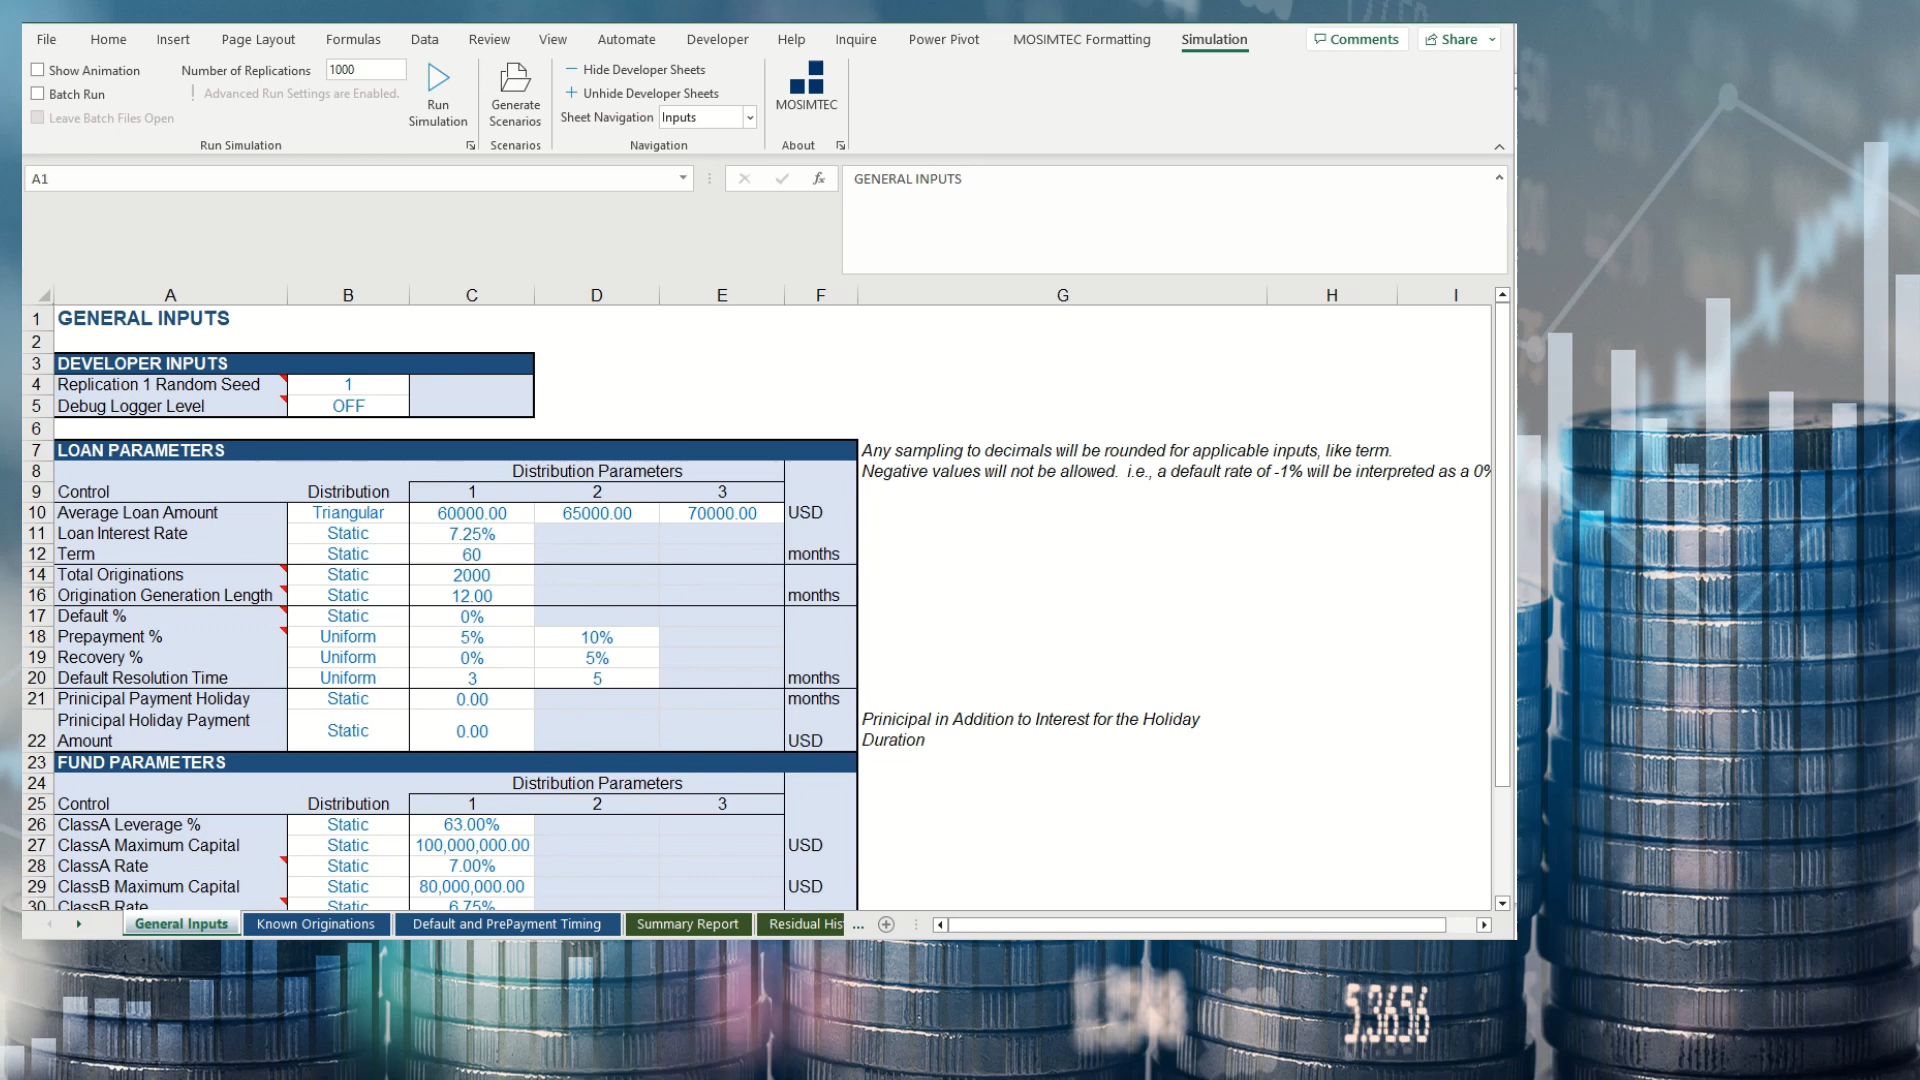 File Home Insert Page Layout Formulas Data Review View Automate Developer Help Inquire Power Pivot MOSIMTEC Formatting Simulation Comments Share
Show Animation Number of Replications 1000
Batch Run Advanced Run Settings are Enabled.
Leave Batch Files Open
Run Simulation
Generate Scenarios
Hide Developer Sheets
Unhide Developer Sheets
Sheet Navigation Inputs
MOSIMTEC
Run Simulation Scenarios Navigation About
A1 fx GENERAL INPUTS
A B C D E F G H I
1 GENERAL INPUTS
2
3 DEVELOPER INPUTS
4 Replication 1 Random Seed 1
5 Debug Logger Level OFF
6
7 LOAN PARAMETERS Any sampling to decimals will be rounded for applicable inputs, like term.
8 Distribution Parameters Negative values will not be allowed. i.e., a default rate of -1% will be interpreted as a 0%
9 Control Distribution 1 2 3
10 Average Loan Amount Triangular 60000.00 65000.00 70000.00 USD
11 Loan Interest Rate Static 7.25%
12 Term Static 60 months
14 Total Originations Static 2000
16 Origination Generation Length Static 12.00 months
17 Default % Static 0%
18 Prepayment % Uniform 5% 10%
19 Recovery % Uniform 0% 5%
20 Default Resolution Time Uniform 3 5 months
21 Prinicipal Payment Holiday Static 0.00 months
Prinicipal Holiday Payment Static 0.00 Prinicipal in Addition to Interest for the Holiday
22 Amount USD Duration
23 FUND PARAMETERS
24 Distribution Parameters
25 Control Distribution 1 2 3
26 ClassA Leverage % Static 63.00%
27 ClassA Maximum Capital Static 100,000,000.00 USD
28 ClassA Rate Static 7.00%
29 ClassB Maximum Capital Static 80,000,000.00 USD
30 ClassB Rate Static 6.75%
General Inputs Known Originations Default and PrePayment Timing Summary Report Residual His ...
5.3656